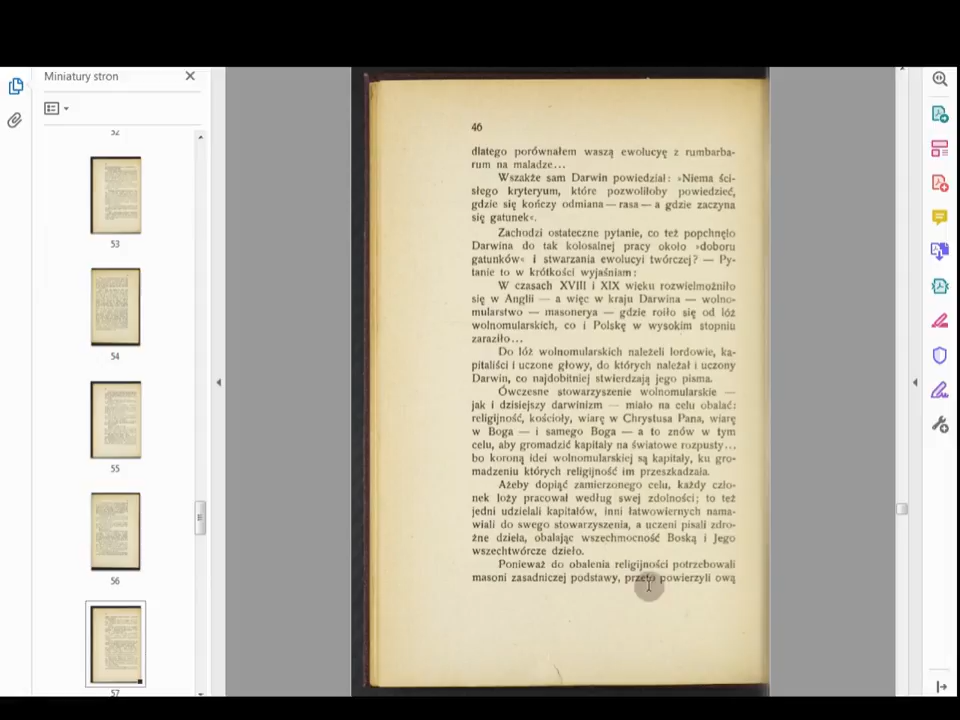 Miniatury stron
52
53
54
55
56
57
46
dlatego porównałem waszą ewolucyę z rumbarba-
rum na maladze...
Wszakże sam Darwin powiedział: »Niema ści-
słego kryteryum, które pozwoliłoby powiedzieć,
gdzie się kończy odmiana — rasa — a gdzie zaczyna
się gatunek«.
Zachodzi ostateczne pytanie, co też popchnęło
Darwina do tak kolosalnej pracy około »doboru
gatunków« i stwarzania ewolucyi twórczej? — Py-
tanie to w krótkości wyjaśniam:
W czasach XVIII i XIX wieku rozwielmożniło
się w Anglii — a więc w kraju Darwina — wolno-
mularstwo — masonerya — gdzie roiło się od lóż
wolnomularskich, co i Polskę w wysokim stopniu
zaraziło...
Do lóż wolnomularskich należeli lordowie, ka-
pitaliści i uczone głowy, do których należał i uczony
Darwin, co najdobitniej stwierdzają jego pisma.
Ówczesne stowarzyszenie wolnomularskie —
jak i dzisiejszy darwinizm — miało na celu obalać:
religijność, kościoły, wiarę w Chrystusa Pana, wiarę
w Boga — i samego Boga — a to znów w tym
celu, aby gromadzić kapitały na światowe rozpusty...
bo koroną idei wolnomularskiej są kapitały, ku gro-
madzeniu których religijność im przeszkadzała.
Ażeby dopiąć zamierzonego celu, każdy czło-
nek loży pracował według swej zdolności; to też
jedni udzielali kapitałów, inni łatwowiernych nama-
wiali do swego stowarzyszenia, a uczeni pisali zdro-
żne dzieła, obalając wszechmocność Boską i Jego
wszechtwórcze dzieło.
Ponieważ do obalenia religijności potrzebowali
masoni zasadniczej podstawy, przeto powierzyli ową